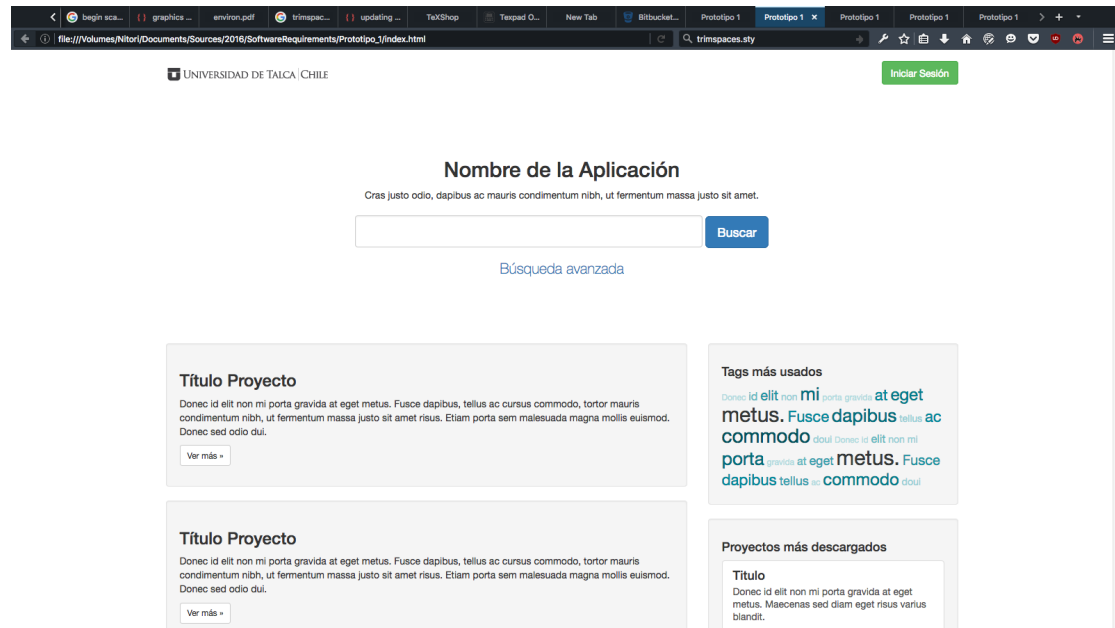 begin sca... graphics ... environ.pdf trimspac... updating ... TeXShop Texpad O... New Tab Bitbucket... Prototipo 1 Prototipo 1 × Prototipo 1 Prototipo 1 Prototipo 1
file:///Volumes/Nitori/Documents/Sources/2016/SoftwareRequirements/Prototipo_1/index.html trimspaces.sty
UNIVERSIDAD DE TALCA | CHILE Iniciar Sesión
Nombre de la Aplicación
Cras justo odio, dapibus ac mauris condimentum nibh, ut fermentum massa justo sit amet.
Buscar
Búsqueda avanzada
Título Proyecto
Donec id elit non mi porta gravida at eget metus. Fusce dapibus, tellus ac cursus commodo, tortor mauris
condimentum nibh, ut fermentum massa justo sit amet risus. Etiam porta sem malesuada magna mollis euismod.
Donec sed odio dui.
Ver más »
Título Proyecto
Donec id elit non mi porta gravida at eget metus. Fusce dapibus, tellus ac cursus commodo, tortor mauris
condimentum nibh, ut fermentum massa justo sit amet risus. Etiam porta sem malesuada magna mollis euismod.
Donec sed odio dui.
Ver más »
Tags más usados
Donec id elit non mi porta gravida at eget
metus. Fusce dapibus tellus ac
commodo doui Donec id elit non mi
porta gravida at eget metus. Fusce
dapibus tellus ac commodo doui
Proyectos más descargados
Titulo
Donec id elit non mi porta gravida at eget
metus. Maecenas sed diam eget risus varius
blandit.